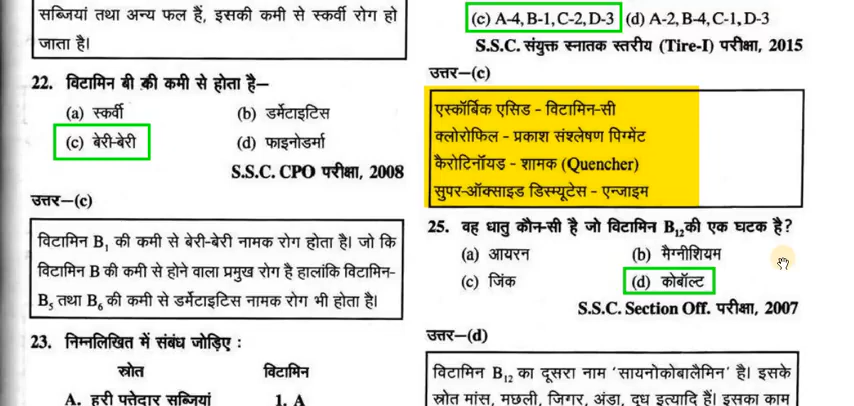 सब्जियां तथा अन्य फल हैं, इसकी कमी से स्कर्वी रोग हो
जाता है।
22. विटामिन बी की कमी से होता है–
(a) स्कर्वी (b) डर्मेटाइटिस
(c) बेरी-बेरी (d) फाइनोडर्मा
S.S.C. CPO परीक्षा, 2008
उत्तर–(c)
विटामिन B1 की कमी से बेरी-बेरी नामक रोग होता है। जो कि
विटामिन B की कमी से होने वाला प्रमुख रोग है हालांकि विटामिन-
B5 तथा B6 की कमी से डर्मेटाइटिस नामक रोग भी होता है।
23. निम्नलिखित में संबंध जोड़िए :
स्रोत विटामिन
A. हरी पत्तेदार सब्जियां 1. A
(c) A-4, B-1, C-2, D-3 (d) A-2, B-4, C-1, D-3
S.S.C. संयुक्त स्नातक स्तरीय (Tire-I) परीक्षा, 2015
उत्तर–(c)
एस्कॉर्बिक एसिड - विटामिन-सी
क्लोरोफिल - प्रकाश संश्लेषण पिग्मेंट
कैरोटिनॉयड - शामक (Quencher)
सुपर-ऑक्साइड डिस्म्यूटेस - एन्जाइम
25. वह धातु कौन-सी है जो विटामिन B12की एक घटक है?
(a) आयरन (b) मैग्नीशियम
(c) जिंक (d) कोबॉल्ट
S.S.C. Section Off. परीक्षा, 2007
उत्तर–(d)
विटामिन B12 का दूसरा नाम 'सायनोकोबालैमिन' है। इसके
स्रोत मांस, मछली, जिगर, अंडा, दूध इत्यादि हैं। इसका काम